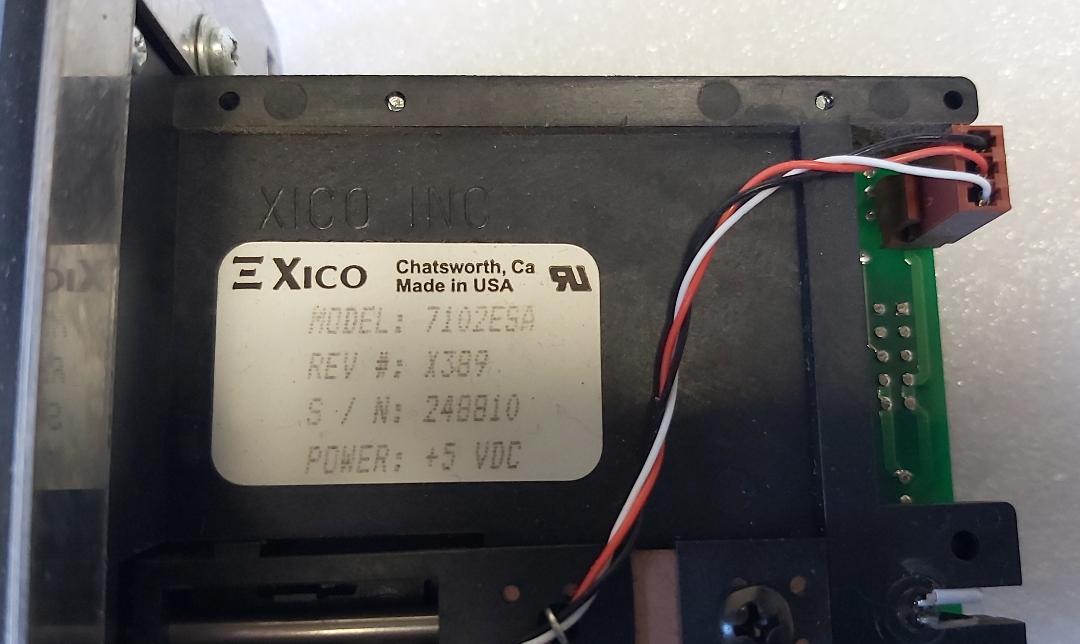 XICO INC.
XICO Chatsworth, Ca
Made in USA
MODEL: 7102ESA
REV #: X389
S / N: 248810
POWER: +5 VDC